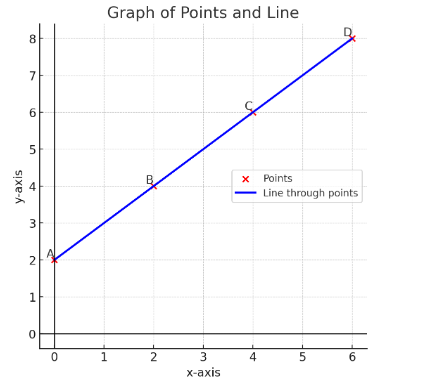 Graph of Points and Line
8
7
6
5
4
3
2
1
0
y-axis
D
C
B
A
Points
Line through points
0 1 2 3 4 5 6
x-axis